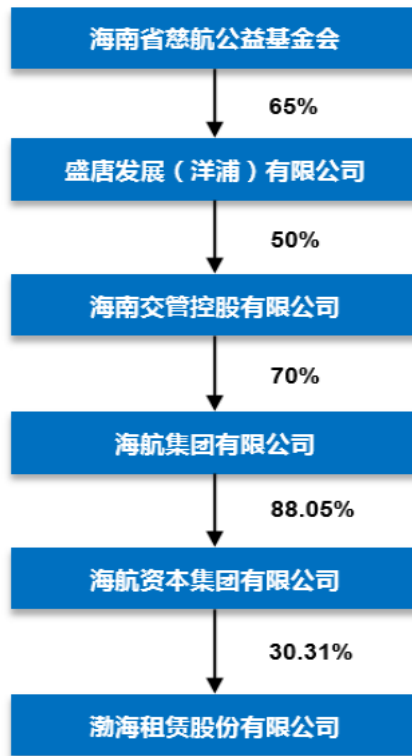 海南省慈航公益基金会
65%
盛唐发展（洋浦）有限公司
50%
海南交管控股有限公司
70%
海航集团有限公司
88.05%
海航资本集团有限公司
30.31%
渤海租赁股份有限公司